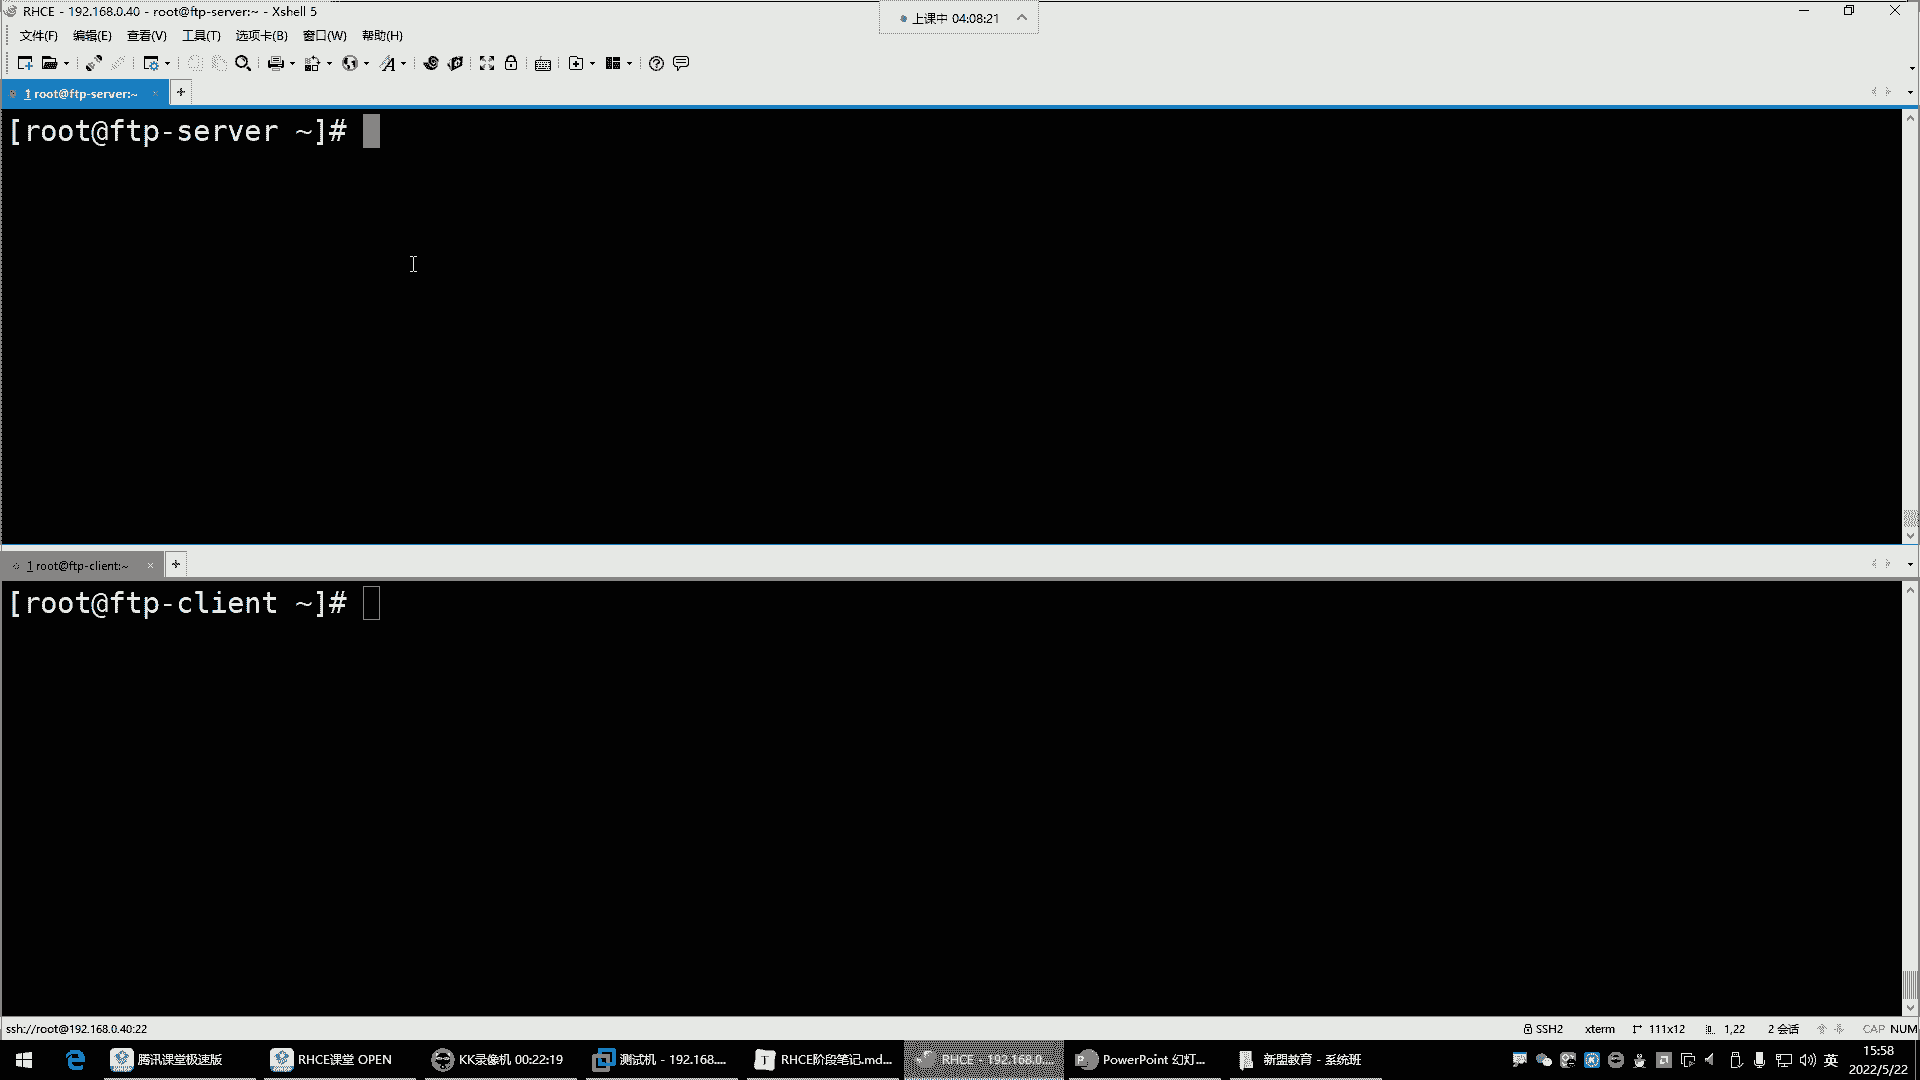 RHCE - 192.168.0.40 - root@ftp-server:~ - Xshell 5
上课中 04:08:21
文件(F) 编辑(E) 查看(V) 工具(T) 选项卡(B) 窗口(W) 帮助(H)
1 root@ftp-server:~
[root@ftp-server ~]#
1 root@ftp-client:~
[root@ftp-client ~]#
ssh://root@192.168.0.40:22 SSH2 xterm 111x12 1,22 2 会话 CAP NUM
腾讯课堂极速版 RHCE课堂 OPEN KK录像机 00:22:19 测试机 - 192.168.... RHCE阶段笔记.md... RHCE - 192.168.0... PowerPoint 幻灯... 新盟教育 - 系统班 英
15:58
2022/5/22